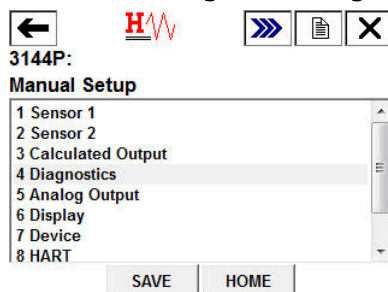 H
3144P:
Manual Setup
1 Sensor 1
2 Sensor 2
3 Calculated Output
4 Diagnostics
5 Analog Output
6 Display
7 Device
8 HART
SAVE HOME